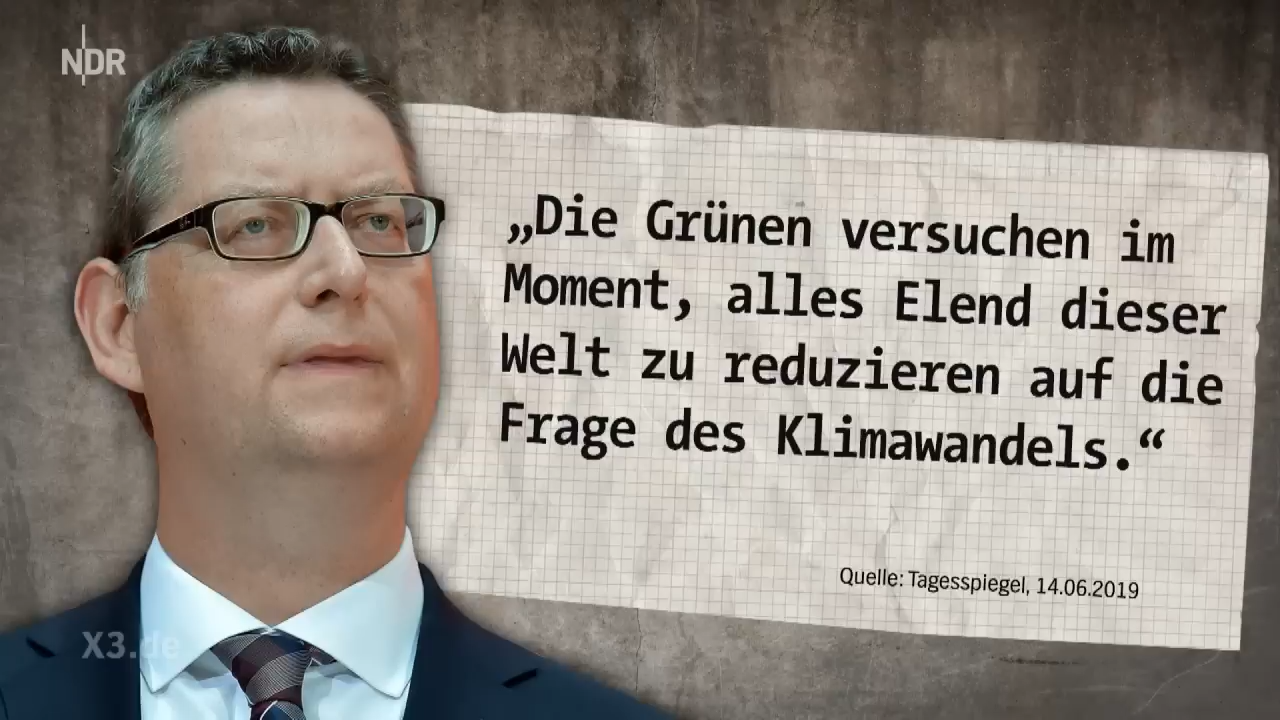 NDR
„Die Grünen versuchen im
Moment, alles Elend dieser
Welt zu reduzieren auf die
Frage des Klimawandels.“
Quelle: Tagesspiegel, 14.06.2019
X3.de